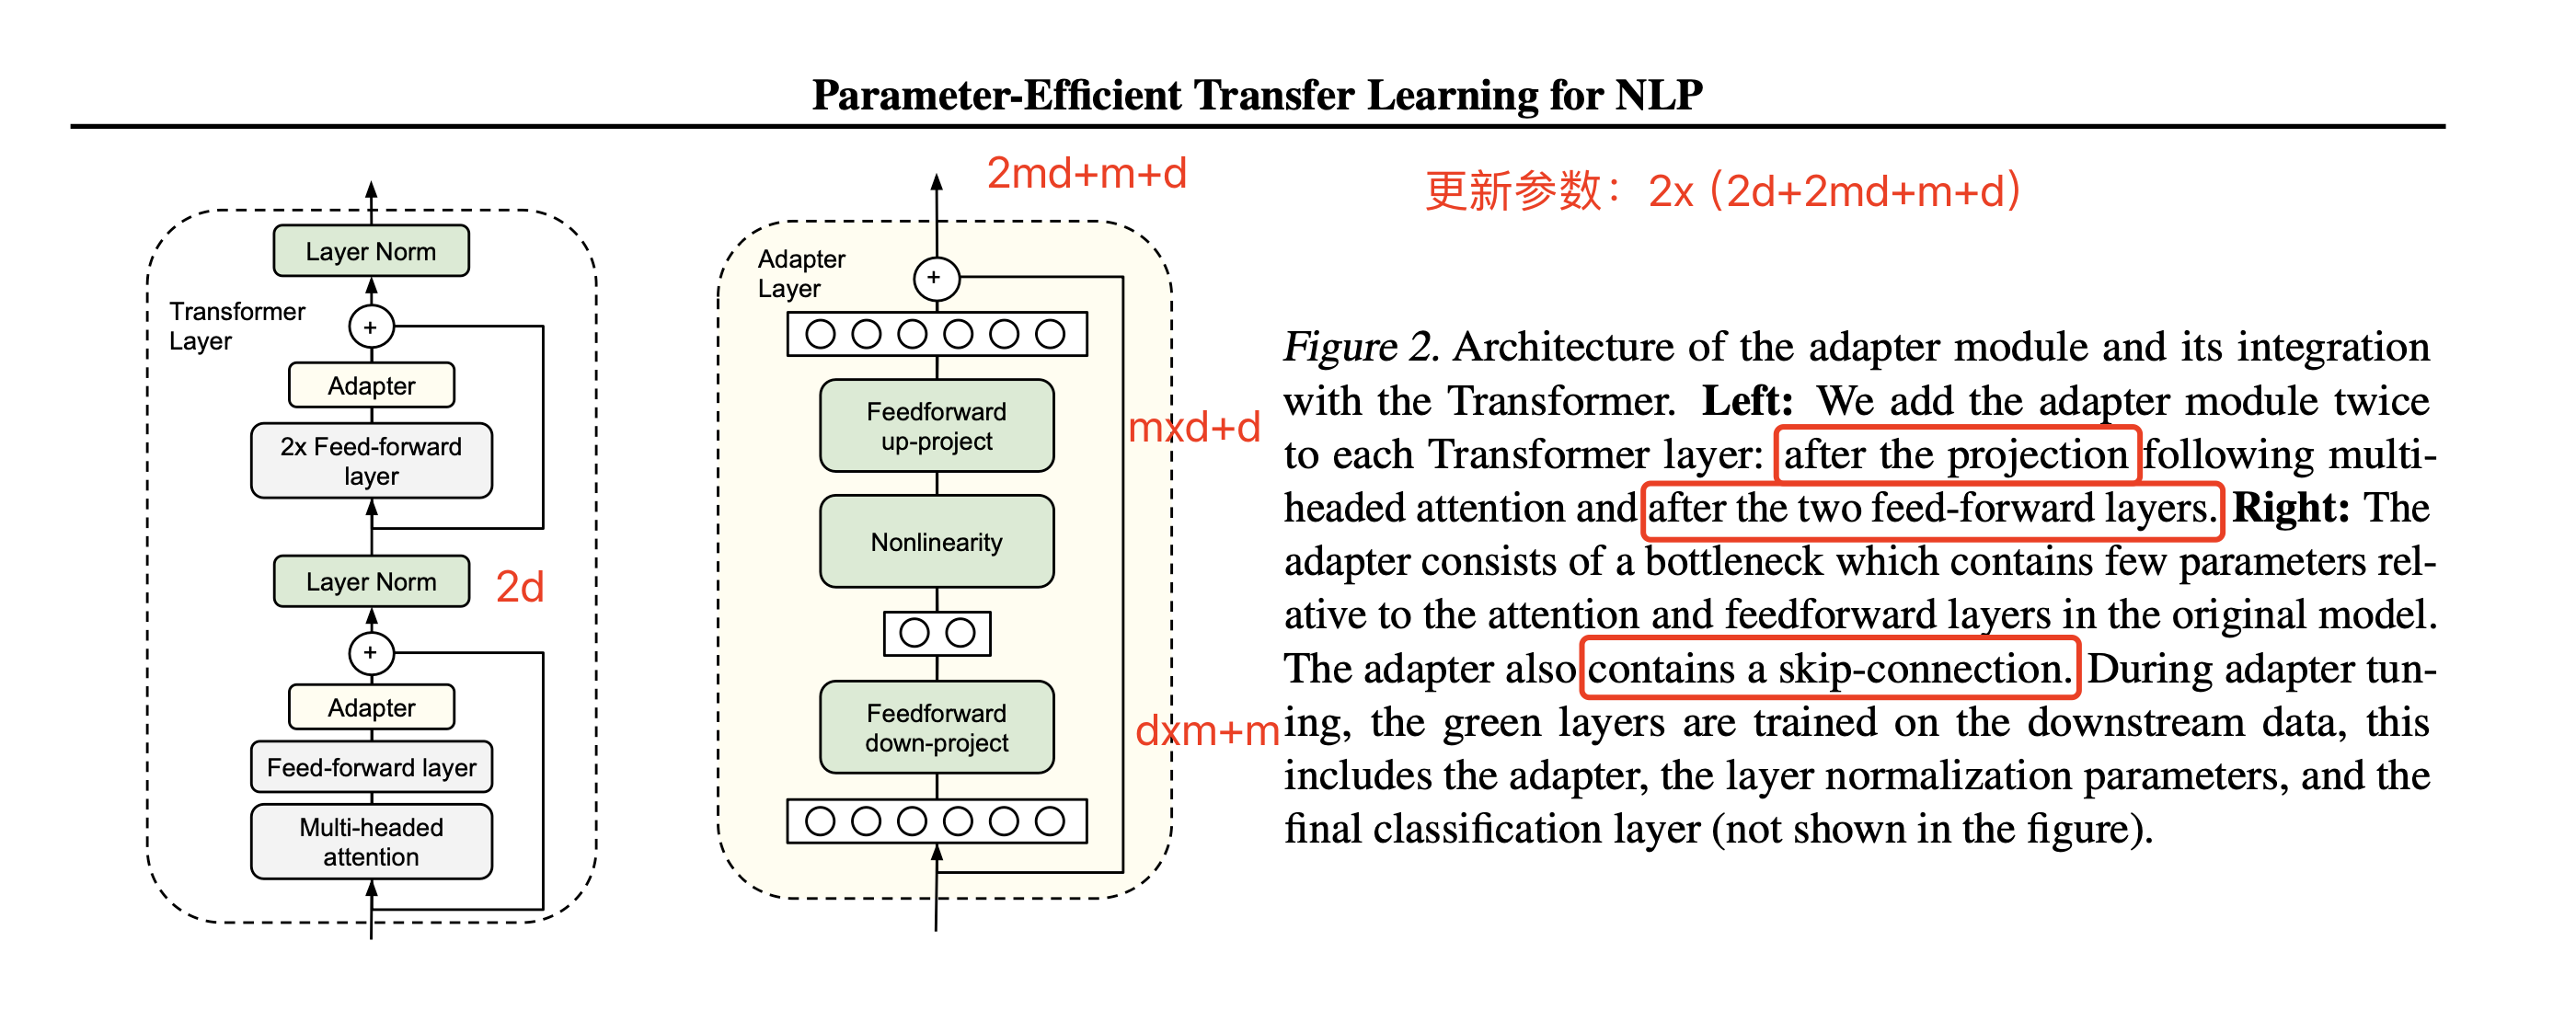 Parameter-Efficient Transfer Learning for NLP
2md+m+d
更新参数：2x（2d+2md+m+d）
Layer Norm
Transformer
Layer
+
Adapter
2x Feed-forward
layer
Layer Norm
2d
+
Adapter
Feed-forward layer
Multi-headed
attention
Adapter
Layer
+
Feedforward
up-project
mxd+d
Nonlinearity
Feedforward
down-project
dxm+m
Figure 2. Architecture of the adapter module and its integration
with the Transformer. Left: We add the adapter module twice
to each Transformer layer: after the projection following multi-
headed attention and after the two feed-forward layers. Right: The
adapter consists of a bottleneck which contains few parameters rel-
ative to the attention and feedforward layers in the original model.
The adapter also contains a skip-connection. During adapter tun-
ing, the green layers are trained on the downstream data, this
includes the adapter, the layer normalization parameters, and the
final classification layer (not shown in the figure).